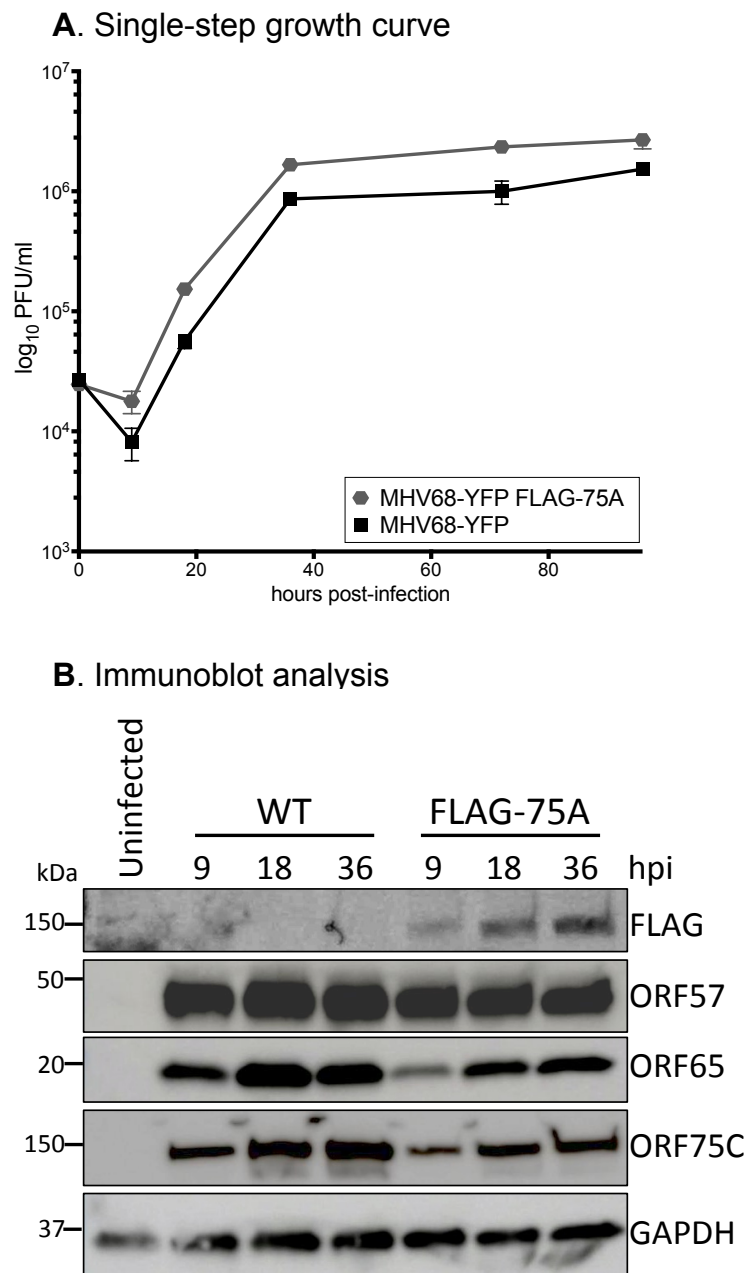 A. Single-step growth curve
10⁷
10⁶
10⁵
10⁴
10³
log₁₀ PFU/ml
0 20 40 60 80
hours post-infection
MHV68-YFP FLAG-75A
MHV68-YFP
B. Immunoblot analysis
Uninfected
WT FLAG-75A
kDa 9 18 36 9 18 36 hpi
150 FLAG
50 ORF57
20 ORF65
150 ORF75C
37 GAPDH